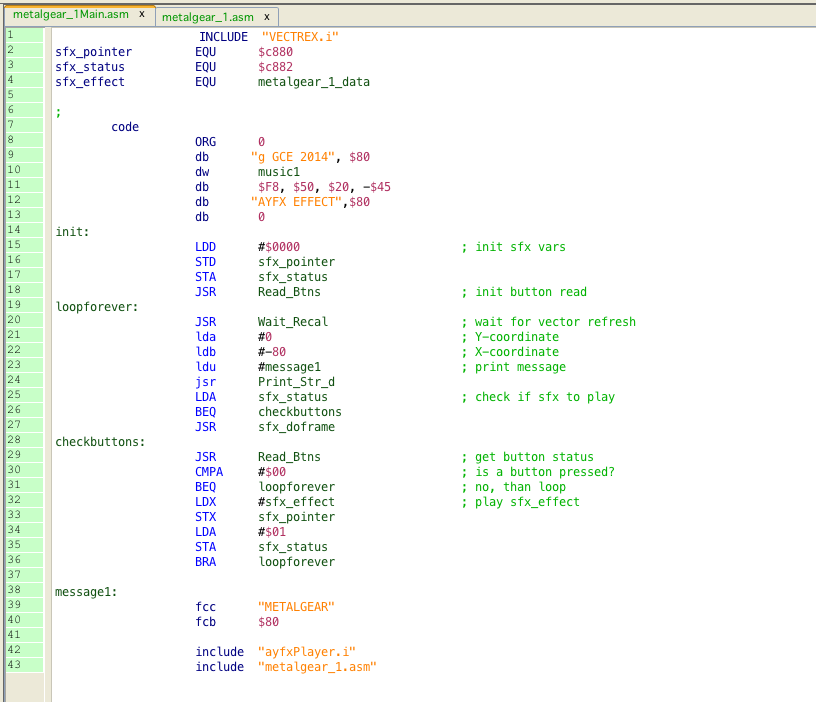 metalgear_1Main.asm x metalgear_1.asm x
1 INCLUDE "VECTREX.i"
2 sfx_pointer EQU $c880
3 sfx_status EQU $c882
4 sfx_effect EQU metalgear_1_data
5
6 ;
7 code
8 ORG 0
9 db "g GCE 2014", $80
10 dw music1
11 db $F8, $50, $20, -$45
12 db "AYFX EFFECT",$80
13 db 0
14 init:
15 LDD #$0000 ; init sfx vars
16 STD sfx_pointer
17 STA sfx_status
18 JSR Read_Btns ; init button read
19 loopforever:
20 JSR Wait_Recal ; wait for vector refresh
21 lda #0 ; Y-coordinate
22 ldb #-80 ; X-coordinate
23 ldu #message1 ; print message
24 jsr Print_Str_d
25 LDA sfx_status ; check if sfx to play
26 BEQ checkbuttons
27 JSR sfx_doframe
28 checkbuttons:
29 JSR Read_Btns ; get button status
30 CMPA #$00 ; is a button pressed?
31 BEQ loopforever ; no, than loop
32 LDX #sfx_effect ; play sfx_effect
33 STX sfx_pointer
34 LDA #$01
35 STA sfx_status
36 BRA loopforever
37
38 message1:
39 fcc "METALGEAR"
40 fcb $80
41
42 include "ayfxPlayer.i"
43 include "metalgear_1.asm"